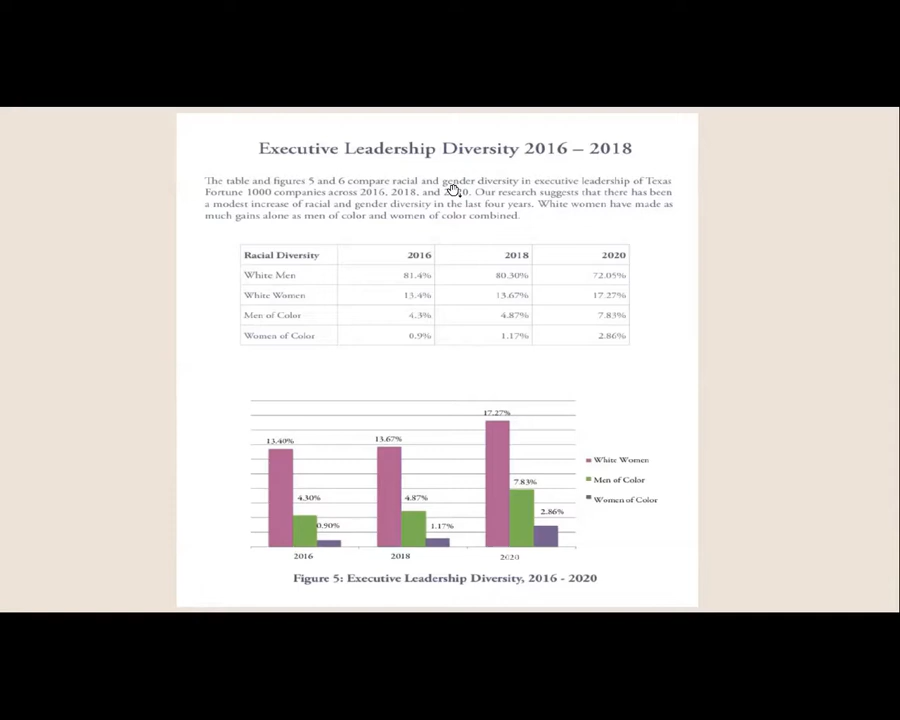 Executive Leadership Diversity 2016 – 2018
The table and figures 5 and 6 compare racial and gender diversity in executive leadership of Texas
Fortune 1000 companies across 2016, 2018, and 2020. Our research suggests that there has been
a modest increase of racial and gender diversity in the last four years. White women have made as
much gains alone as men of color and women of color combined.
Racial Diversity 2016 2018 2020
White Men 81.4% 80.30% 72.05%
White Women 13.4% 13.67% 17.27%
Men of Color 4.3% 4.87% 7.83%
Women of Color 0.9% 1.17% 2.86%
17.27%
13.40% 13.67%
7.83%
4.30% 4.87%
2.86%
0.90% 1.17%
2016 2018 2020
White Women
Men of Color
Women of Color
Figure 5: Executive Leadership Diversity, 2016 - 2020